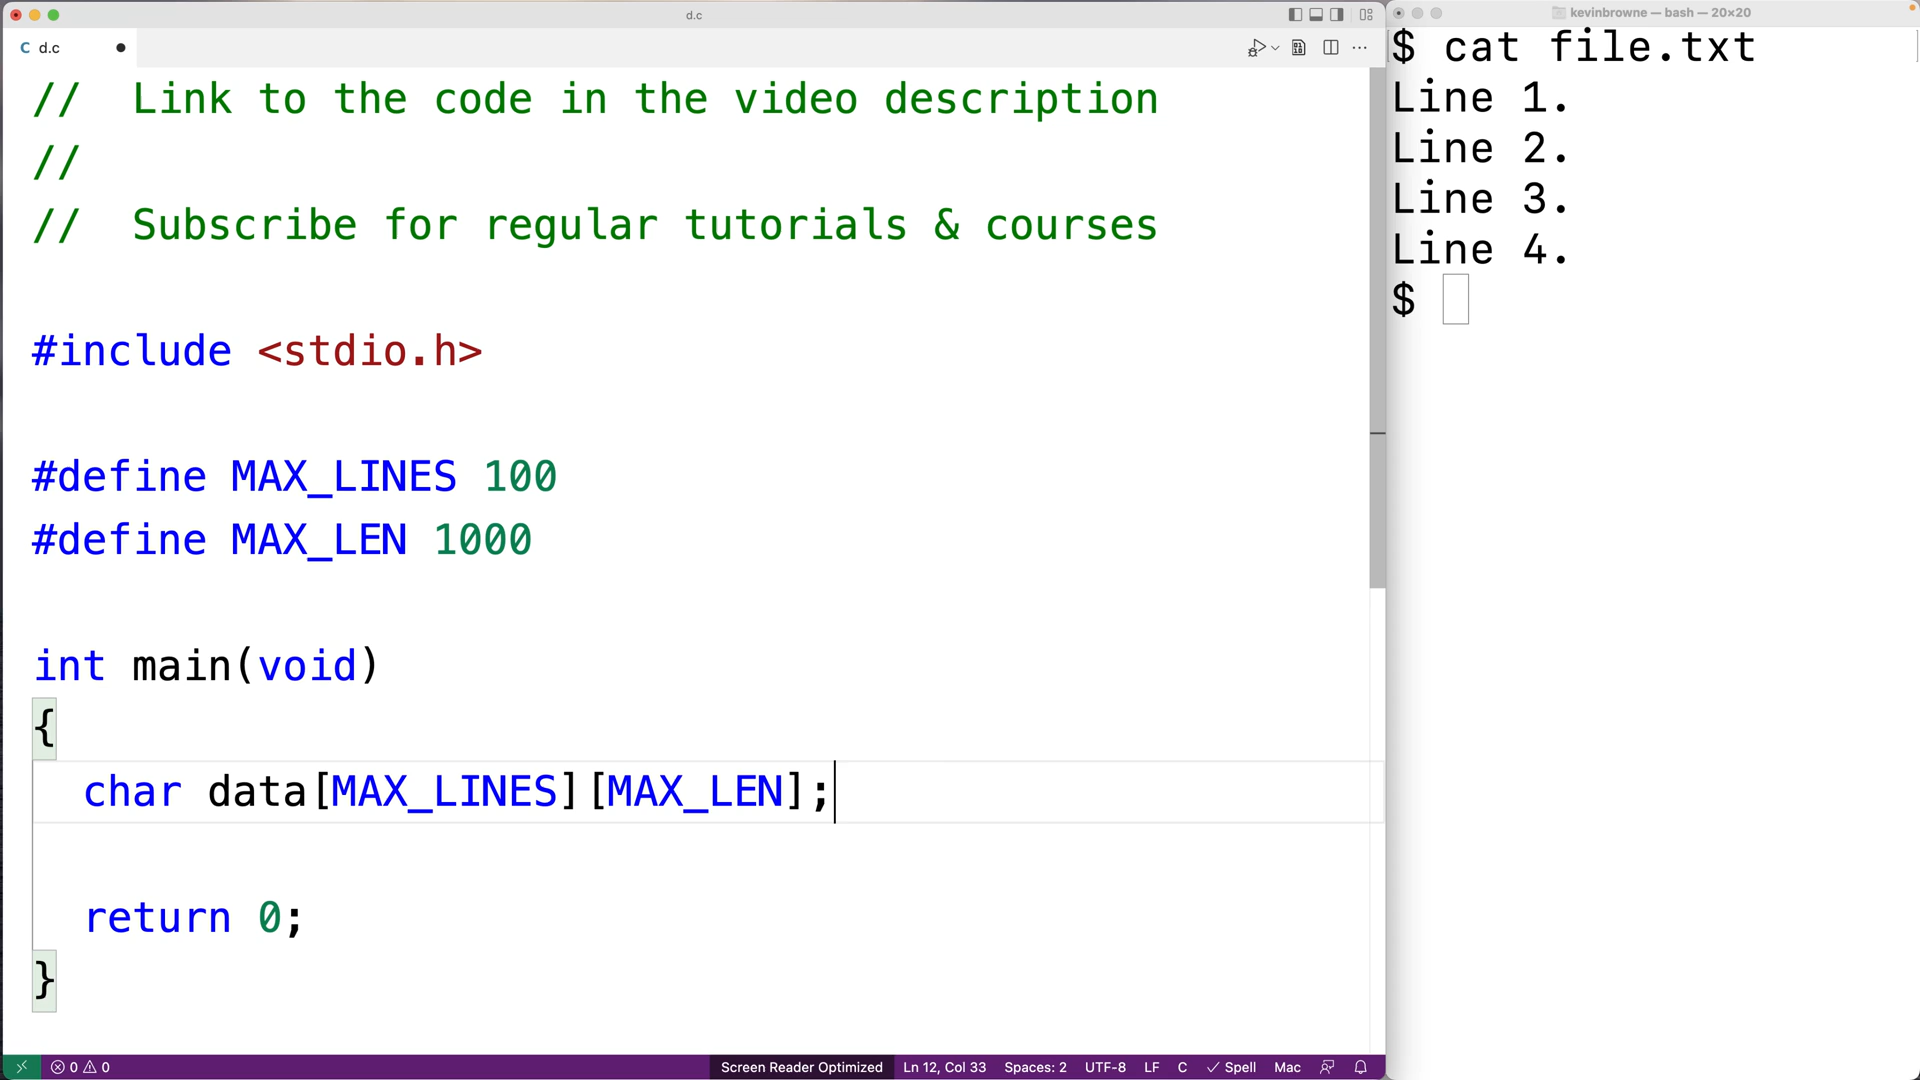 d.c
C d.c
//  Link to the code in the video description
//
//  Subscribe for regular tutorials & courses
#include <stdio.h>
#define MAX_LINES 100
#define MAX_LEN 1000
int main(void)
{
  char data[MAX_LINES][MAX_LEN];
  return 0;
}
0 0 Screen Reader Optimized Ln 12, Col 33 Spaces: 2 UTF-8 LF C Spell Mac
kevinbrowne — bash — 20×20
$ cat file.txt
Line 1.
Line 2.
Line 3.
Line 4.
$